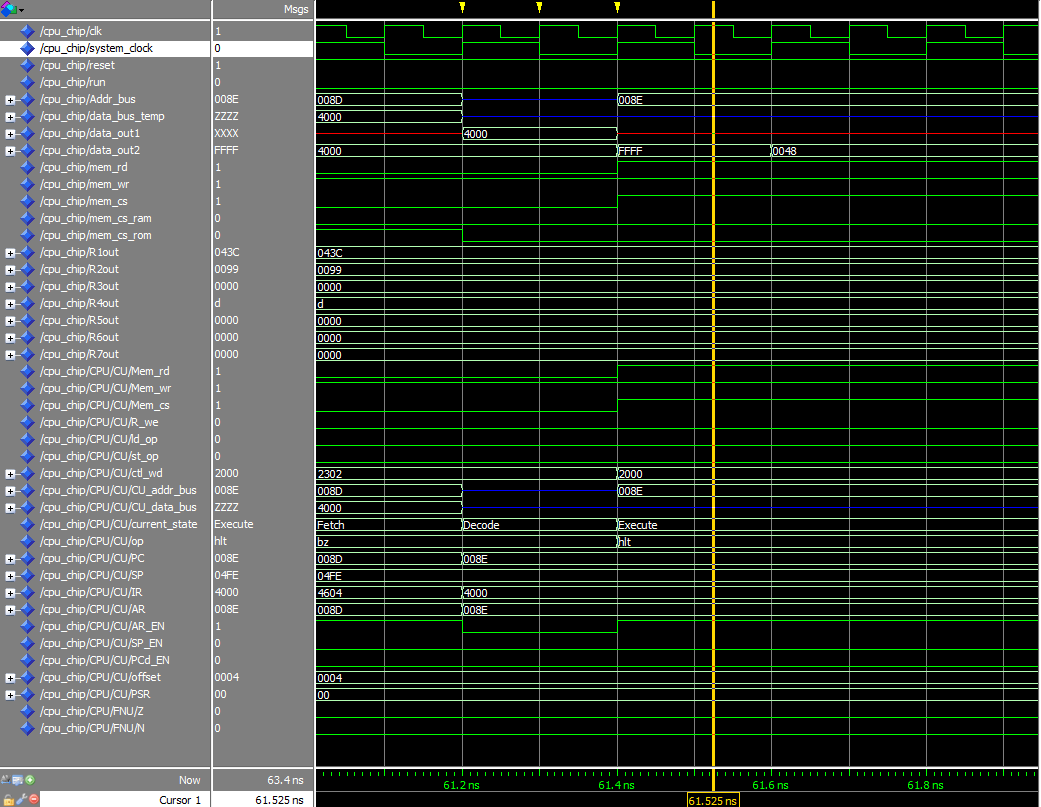 Msgs
/cpu_chip/clk 1
/cpu_chip/system_clock 0
/cpu_chip/reset 1
/cpu_chip/run 0
/cpu_chip/Addr_bus 008E 008D 008E
/cpu_chip/data_bus_temp ZZZZ 4000
/cpu_chip/data_out1 XXXX 4000
/cpu_chip/data_out2 FFFF 4000 FFFF 0048
/cpu_chip/mem_rd 1
/cpu_chip/mem_wr 1
/cpu_chip/mem_cs 1
/cpu_chip/mem_cs_ram 0
/cpu_chip/mem_cs_rom 0
/cpu_chip/R1out 043C 043C
/cpu_chip/R2out 0099 0099
/cpu_chip/R3out 0000 0000
/cpu_chip/R4out d d
/cpu_chip/R5out 0000 0000
/cpu_chip/R6out 0000 0000
/cpu_chip/R7out 0000 0000
/cpu_chip/CPU/CU/Mem_rd 1
/cpu_chip/CPU/CU/Mem_wr 1
/cpu_chip/CPU/CU/Mem_cs 1
/cpu_chip/CPU/CU/R_we 0
/cpu_chip/CPU/CU/ld_op 0
/cpu_chip/CPU/CU/st_op 0
/cpu_chip/CPU/CU/ctl_wd 2000 2302 2000
/cpu_chip/CPU/CU/CU_addr_bus 008E 008D 008E
/cpu_chip/CPU/CU/CU_data_bus ZZZZ 4000
/cpu_chip/CPU/CU/current_state Execute Fetch Decode Execute
/cpu_chip/CPU/CU/op hlt bz hlt
/cpu_chip/CPU/CU/PC 008E 008D 008E
/cpu_chip/CPU/CU/SP 04FE 04FE
/cpu_chip/CPU/CU/IR 4000 4604 4000
/cpu_chip/CPU/CU/AR 008E 008D 008E
/cpu_chip/CPU/CU/AR_EN 1
/cpu_chip/CPU/CU/SP_EN 0
/cpu_chip/CPU/CU/PCd_EN 0
/cpu_chip/CPU/CU/offset 0004 0004
/cpu_chip/CPU/CU/PSR 00 00
/cpu_chip/CPU/FNU/Z 0
/cpu_chip/CPU/FNU/N 0
Now 63.4 ns 61.2 ns 61.4 ns 61.6 ns 61.8 ns
Cursor 1 61.525 ns 61.525 ns